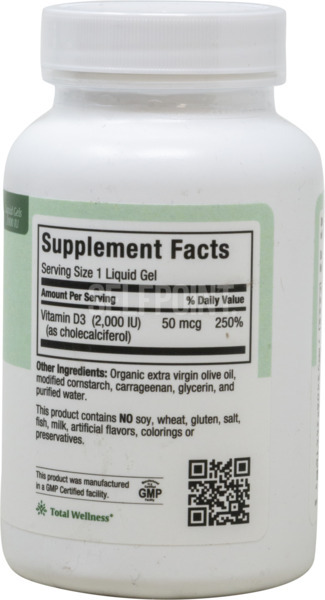 Supplement Facts
Serving Size 1 Liquid Gel
Amount Per Serving % Daily Value
Vitamin D3 (2,000 IU) 50 mcg 250%
(as cholecalciferol)
Other Ingredients: Organic extra virgin olive oil,
modified cornstarch, carrageenan, glycerin, and
purified water.
This product contains NO soy, wheat, gluten, salt,
fish, milk, artificial flavors, colorings or
preservatives.
This product was manufactured
in a GMP Certified facility.
GMP
Total Wellness®
SELFPOINT